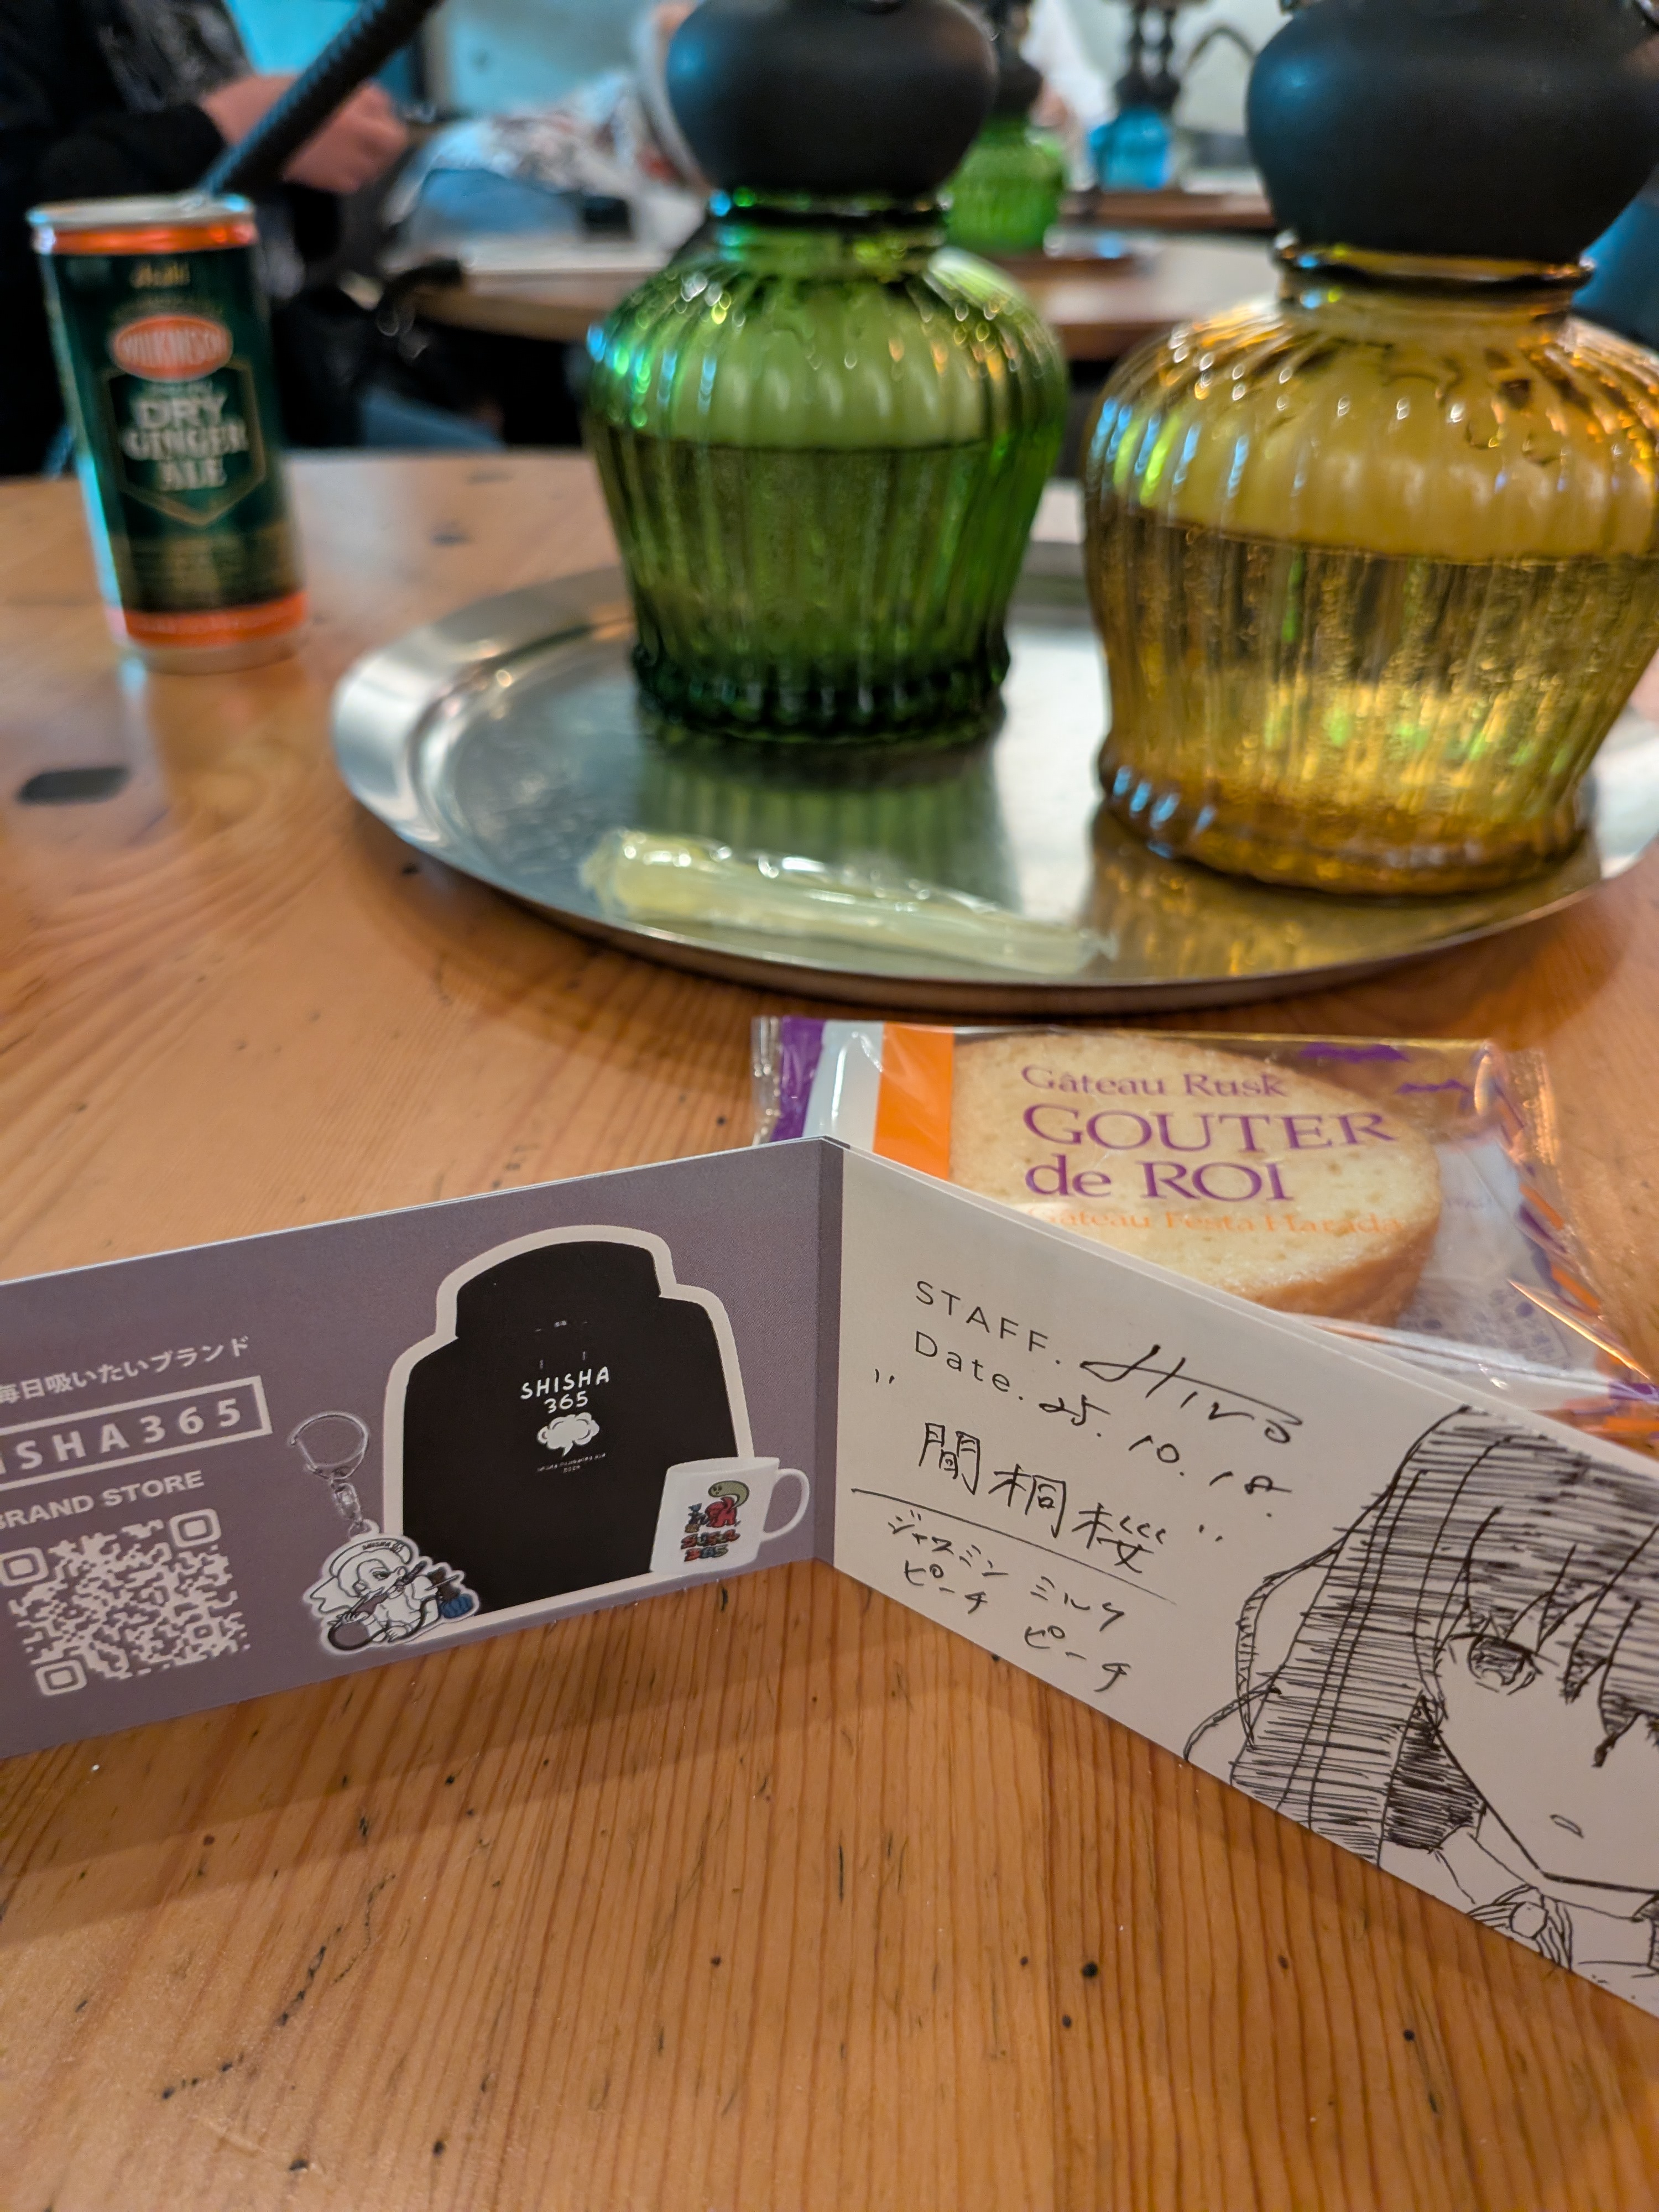 Asahi
WILKINSON
DRY
GINGER
ALE
Gâteau Rusk
GOUTER
de ROI
Gâteau Festa Harada
毎日吸いたいブランド
ISHA365
BRAND STORE
SHISHA
365
STAFF. Hiro
Date. 25. 10. 18.
"間桐桜"
ジャスミン ミルク
ピーチ ピーチ